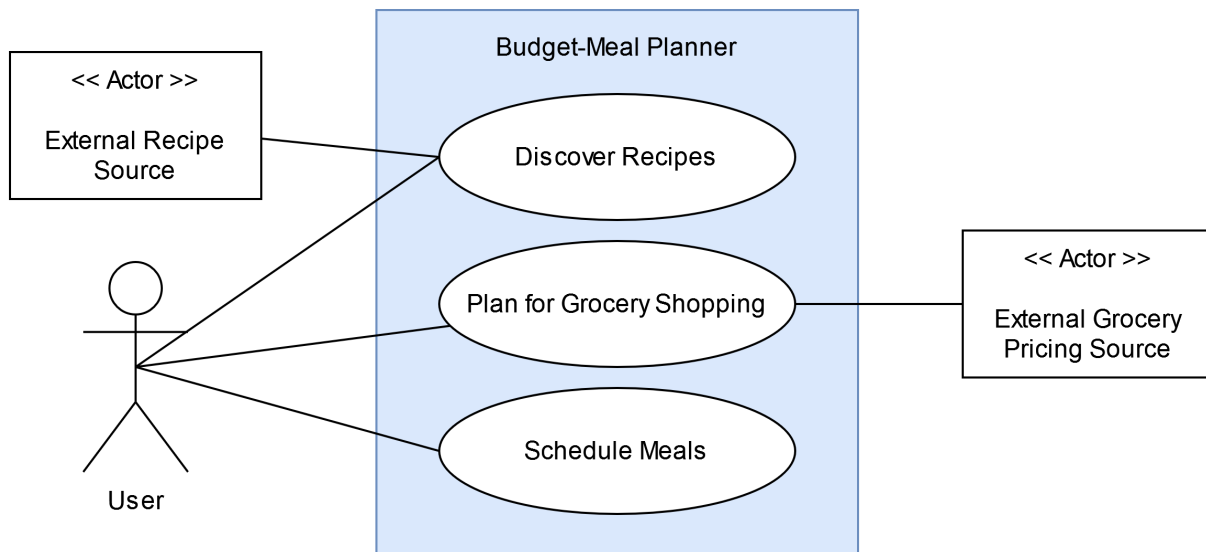 Budget-Meal Planner
<< Actor >>
External Recipe
Source
Discover Recipes
<< Actor >>
External Grocery
Pricing Source
Plan for Grocery Shopping
Schedule Meals
User